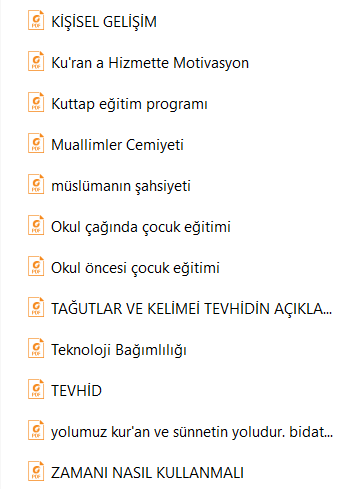 KİŞİSEL GELİŞİM
Ku'ran a Hizmette Motivasyon
Kuttap eğitim programı
Muallimler Cemiyeti
müslümanın şahsiyeti
Okul çağında çocuk eğitimi
Okul öncesi çocuk eğitimi
TAĞUTLAR VE KELİMEİ TEVHİDİN AÇIKLA...
Teknoloji Bağımlılığı
TEVHİD
yolumuz kur'an ve sünnetin yoludur. bidat...
ZAMANI NASIL KULLANMALI